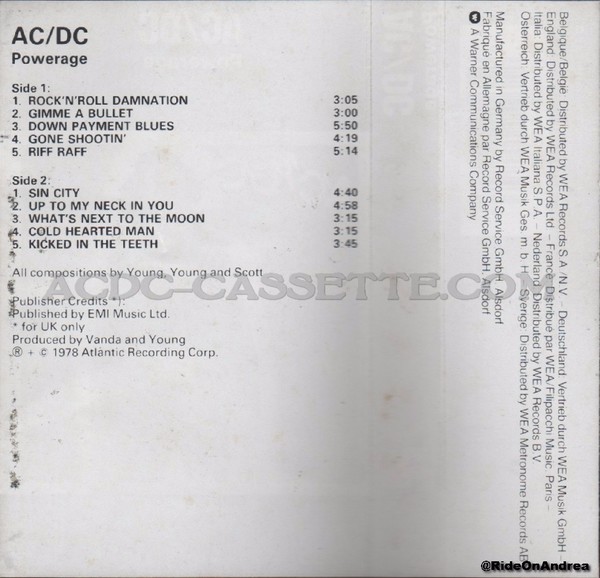 AC/DC
Powerage
Side 1:
1. ROCK'N'ROLL DAMNATION 3:05
2. GIMME A BULLET 3:00
3. DOWN PAYMENT BLUES 5:50
4. GONE SHOOTIN' 4:19
5. RIFF RAFF 5:14
Side 2:
1. SIN CITY 4:40
2. UP TO MY NECK IN YOU 4:58
3. WHAT'S NEXT TO THE MOON 3:15
4. COLD HEARTED MAN 3:15
5. KICKED IN THE TEETH 3:45
All compositions by Young, Young and Scott
ACDC-CASSETTE.COM
Publisher Credits *):
Published by EMI Music Ltd.
* for UK only
Produced by Vanda and Young
℗ + © 1978 Atlantic Recording Corp.
Belgique/België: Distributed by WEA Records S.A./N.V. – Deutschland: Vertrieb durch WEA Musik GmbH –
England: Distributed by WEA Records Ltd. – France: Distribué par WEA/Filipacchi Music, Paris –
Italia: Distributed by WEA Italiana S.P.A. – Nederland: Distributed by WEA Records B.V.
Österreich: Vertrieb durch WEA Musik Ges. m. b. H. – Sverige: Distributed by WEA Metronome Records AB
Manufactured in Germany by Record Service GmbH, Alsdorf
Fabriqué en Allemagne par Record Service GmbH, Alsdorf
A Warner Communications Company
@RideOnAndrea